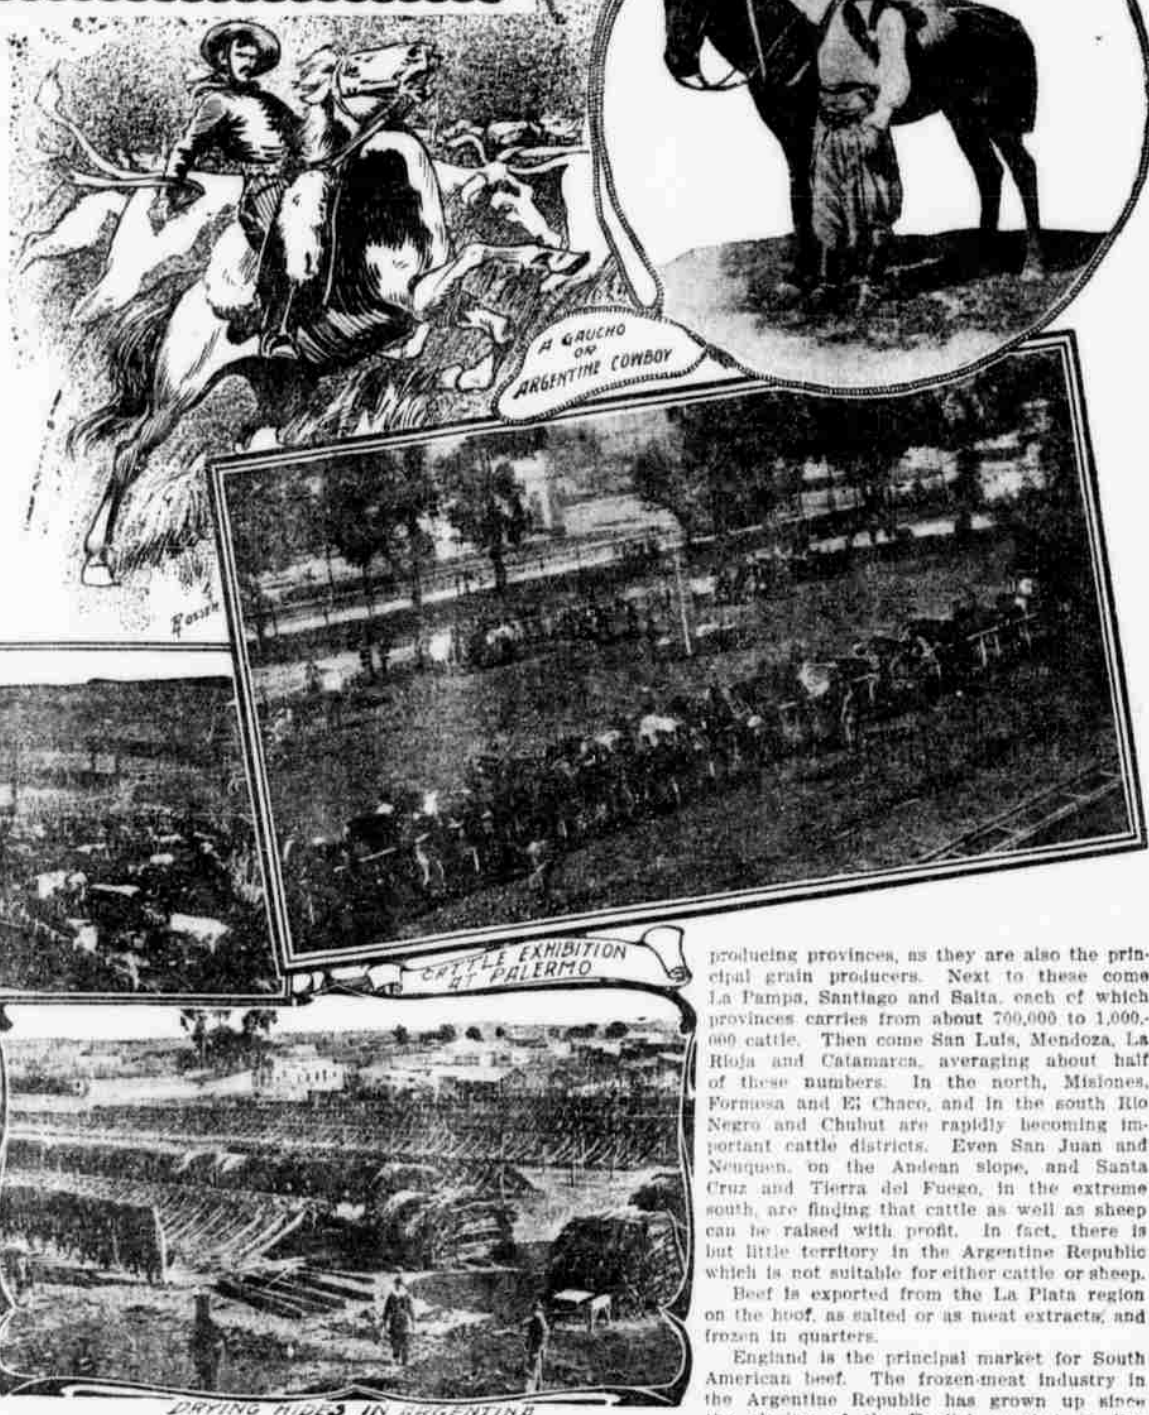 A GAUCHO
OR
ARGENTINE COWBOY
CATTLE EXHIBITION
AT PALERMO
DRYING HIDES IN ARGENTINA
producing provinces, as they are also the prin-
cipal grain producers. Next to these come
La Pampa, Santiago and Salta, each of which
provinces carries from about 700,000 to 1,000,-
000 cattle. Then come San Luis, Mendoza, La
Rioja and Catamarca, averaging about half
of these numbers. In the north, Misiones,
Formosa and El Chaco, and in the south Rio
Negro and Chubut are rapidly becoming im-
portant cattle districts. Even San Juan and
Neuquen, on the Andean slope, and Santa
Cruz and Tierra del Fuego, in the extreme
south, are finding that cattle as well as sheep
can be raised with profit. In fact, there is
but little territory in the Argentine Republic
which is not suitable for either cattle or sheep.
Beef is exported from the La Plata region
on the hoof, as salted or as meat extracts, and
frozen in quarters.
England is the principal market for South
American beef. The frozen-meat industry in
the Argentine Republic has grown up since